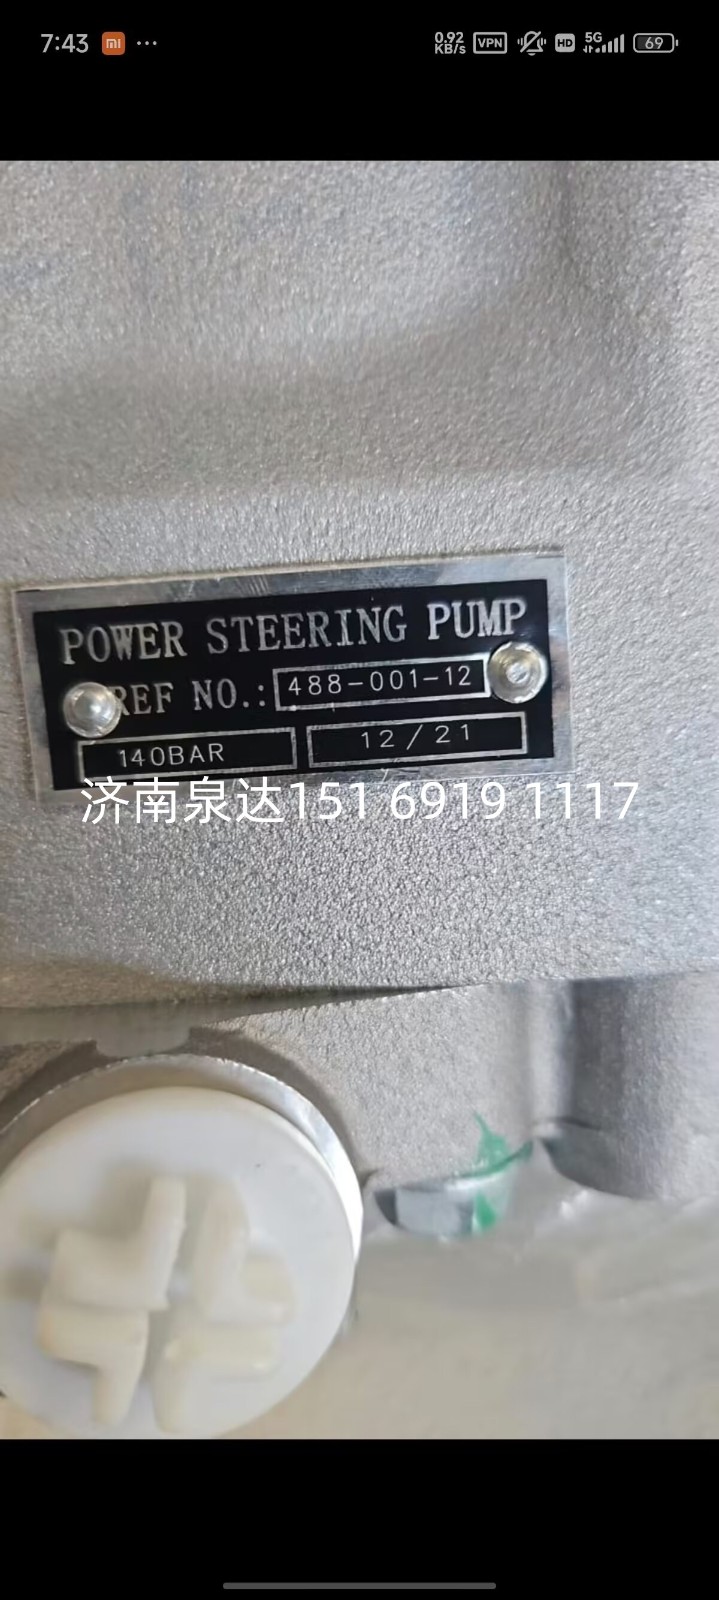 7:43
0.92
KB/s
VPN
HD
5G
69
POWER STEERING PUMP
REF NO.: 488-001-12
140BAR 12/21
济南泉达151 6919 1117